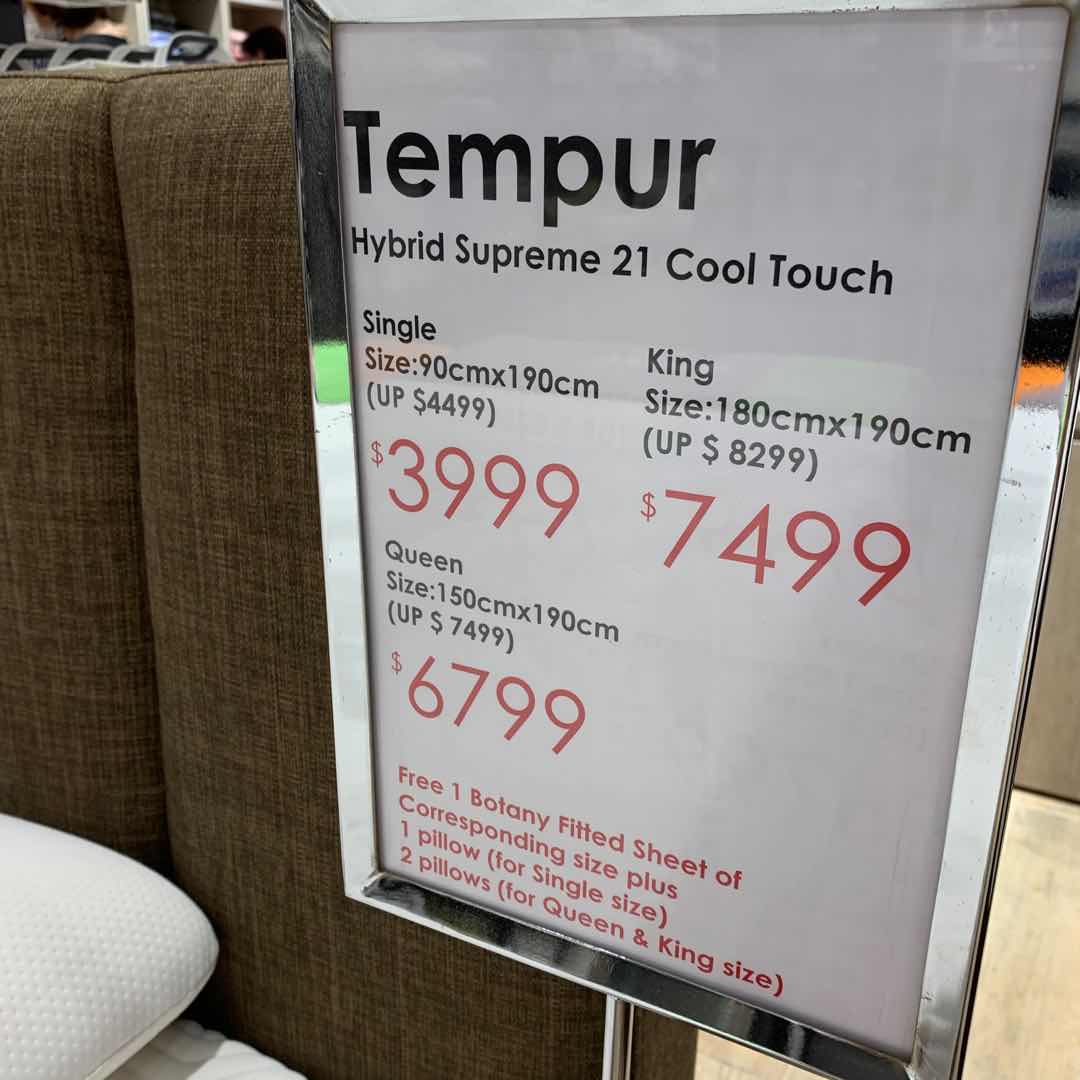 Tempur
Hybrid Supreme 21 Cool Touch
Single
Size:90cmx190cm
(UP $4499)
$3999
King
Size:180cmx190cm
(UP $ 8299)
$7499
Queen
Size:150cmx190cm
(UP $ 7499)
$6799
Free 1 Botany Fitted Sheet of
Corresponding size plus
1 pillow (for Single size)
2 pillows (for Queen & King size)